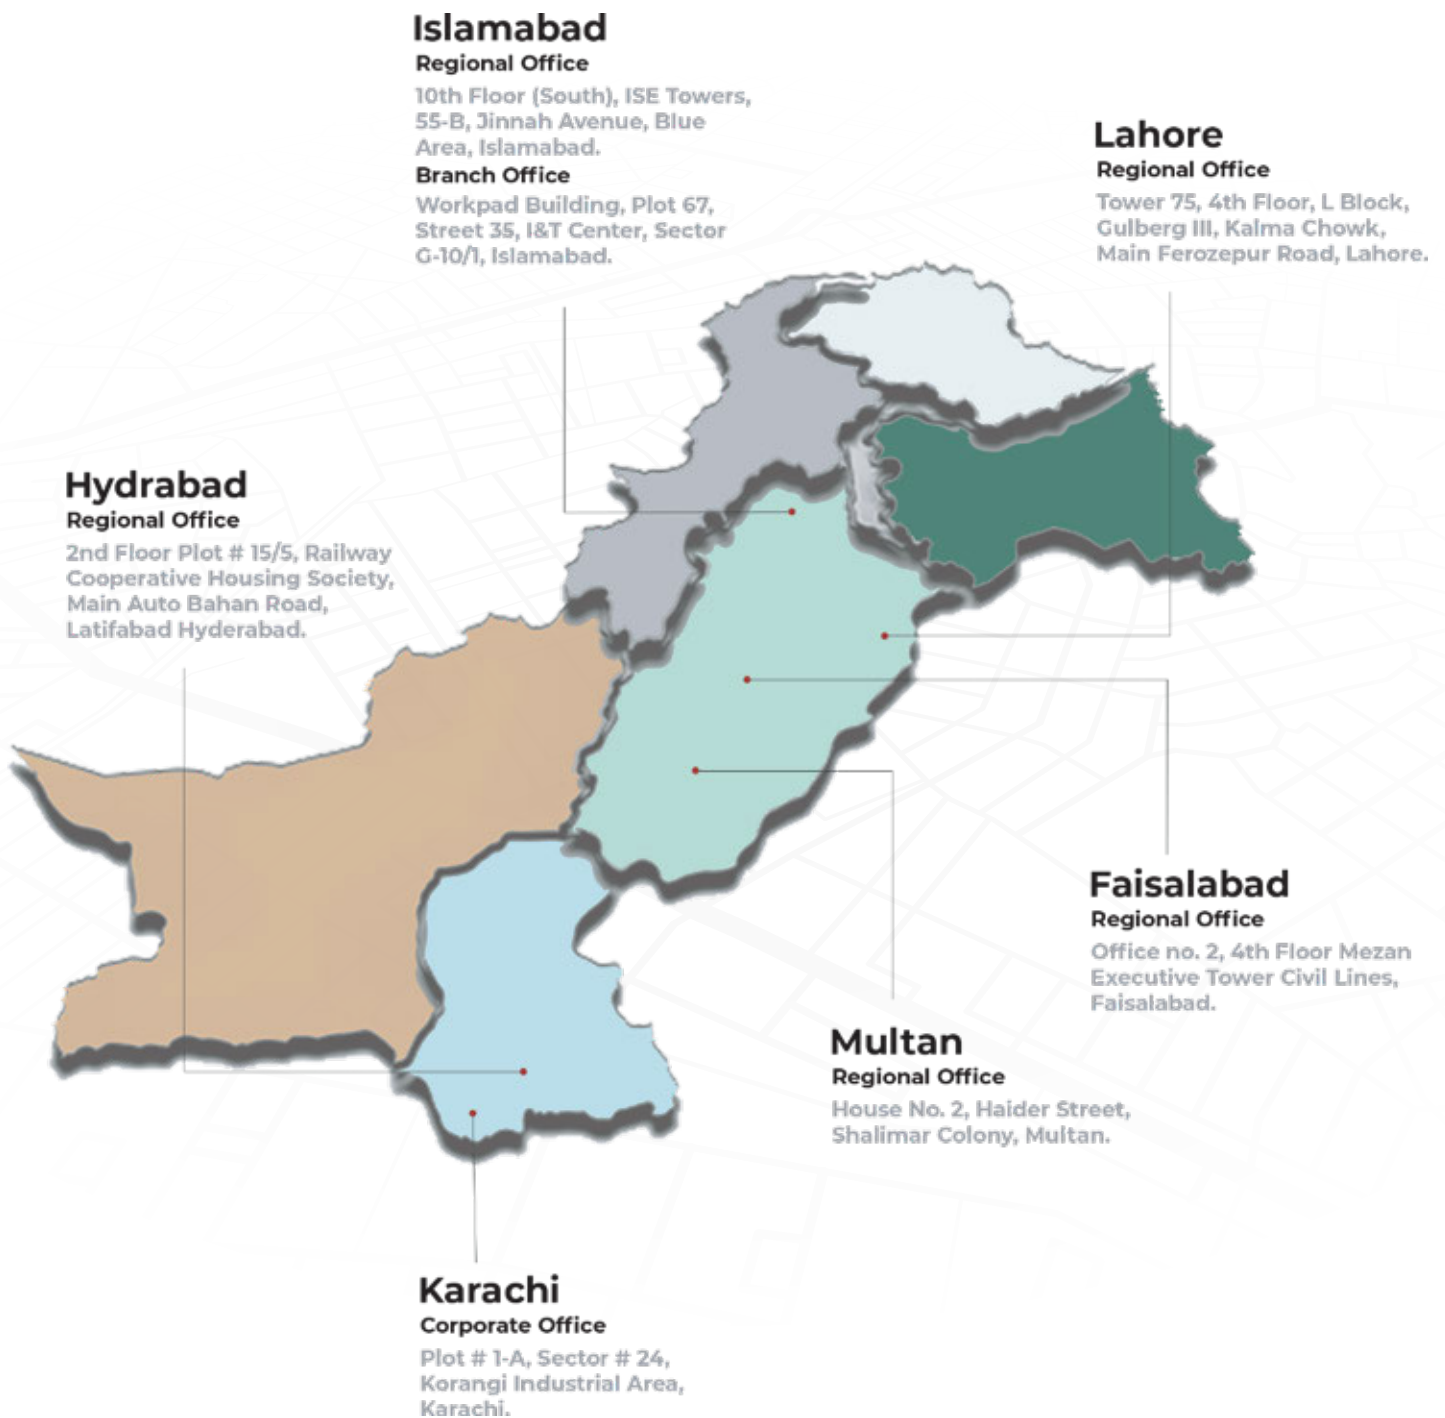 Islamabad
Regional Office
10th Floor (South), ISE Towers,
55-B, Jinnah Avenue, Blue
Area, Islamabad.
Branch Office
Workpad Building, Plot 67,
Street 35, I&T Center, Sector
G-10/1, Islamabad.
Lahore
Regional Office
Tower 75, 4th Floor, L Block,
Gulberg III, Kalma Chowk,
Main Ferozepur Road, Lahore.
Hydrabad
Regional Office
2nd Floor Plot # 15/5, Railway
Cooperative Housing Society,
Main Auto Bahan Road,
Latifabad Hyderabad.
Faisalabad
Regional Office
Office no. 2, 4th Floor Mezan
Executive Tower Civil Lines,
Faisalabad.
Multan
Regional Office
House No. 2, Haider Street,
Shalimar Colony, Multan.
Karachi
Corporate Office
Plot # 1-A, Sector # 24,
Korangi Industrial Area,
Karachi.